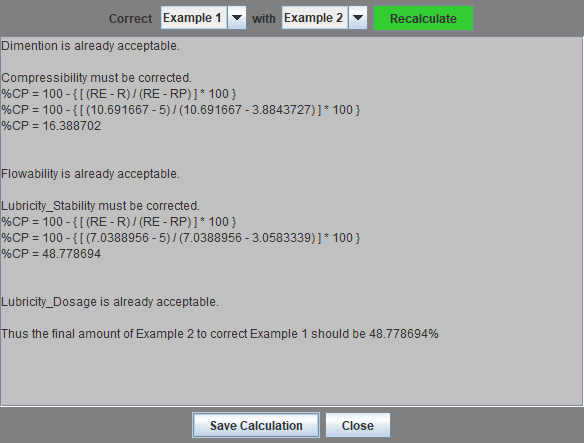 Correct Example 1 with Example 2 Recalculate
Dimention is already acceptable.
Compressibility must be corrected.
%CP = 100 - { [ (RE - R) / (RE - RP) ] * 100 }
%CP = 100 - { [ (10.691667 - 5) / (10.691667 - 3.8843727) ] * 100 }
%CP = 16.388702
Flowability is already acceptable.
Lubricity_Stability must be corrected.
%CP = 100 - { [ (RE - R) / (RE - RP) ] * 100 }
%CP = 100 - { [ (7.0388956 - 5) / (7.0388956 - 3.0583339) ] * 100 }
%CP = 48.778694
Lubricity_Dosage is already acceptable.
Thus the final amount of Example 2 to correct Example 1 should be 48.778694%
Save Calculation Close